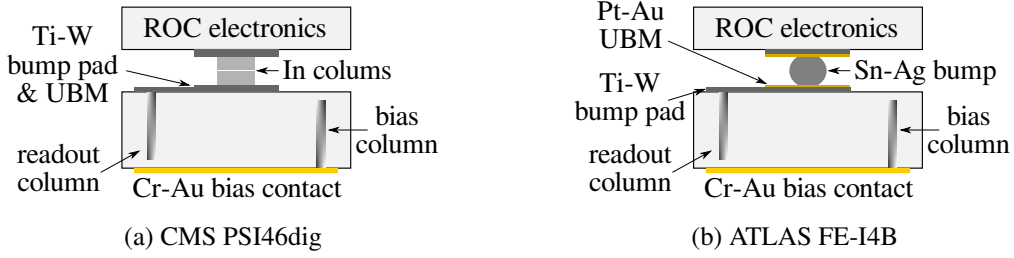 ROC electronics
Ti-W
bump pad
& UBM
In colums
readout
column
bias
column
Cr-Au bias contact
(a) CMS PSI46dig
Pt-Au
UBM
ROC electronics
Sn-Ag bump
Ti-W
bump pad
readout
column
bias
column
Cr-Au bias contact
(b) ATLAS FE-I4B